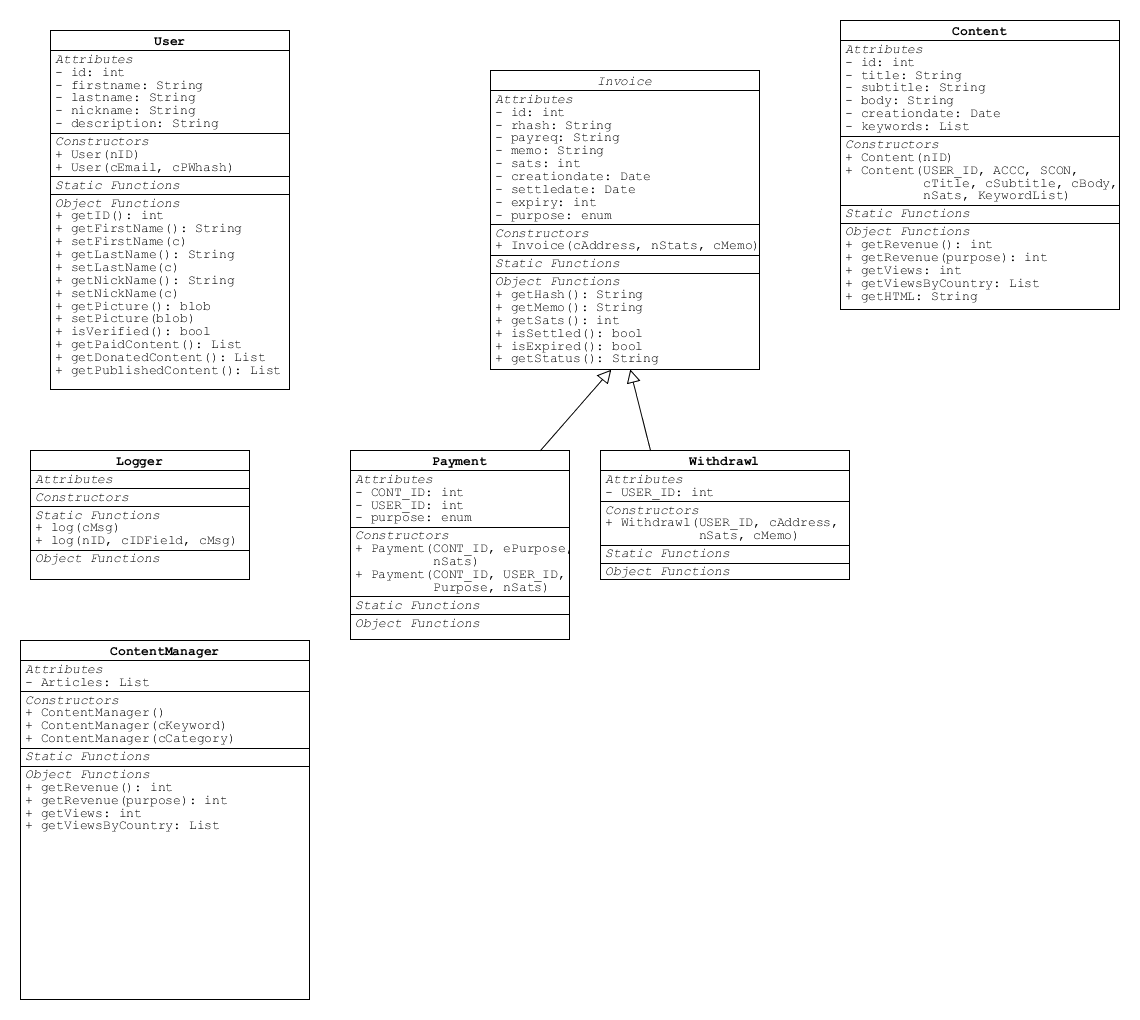 User
Attributes
- id: int
- firstname: String
- lastname: String
- nickname: String
- description: String
Constructors
+ User(nID)
+ User(cEmail, cPWhash)
Static Functions
Object Functions
+ getID(): int
+ getFirstName(): String
+ setFirstName(c)
+ getLastName(): String
+ setLastName(c)
+ getNickName(): String
+ setNickName(c)
+ getPicture(): blob
+ setPicture(blob)
+ isVerified(): bool
+ getPaidContent(): List
+ getDonatedContent(): List
+ getPublishedContent(): List
Invoice
Attributes
- id: int
- rhash: String
- payreq: String
- memo: String
- sats: int
- creationdate: Date
- settledate: Date
- expiry: int
- purpose: enum
Constructors
+ Invoice(cAddress, nStats, cMemo)
Static Functions
Object Functions
+ getHash(): String
+ getMemo(): String
+ getSats(): int
+ isSettled(): bool
+ isExpired(): bool
+ getStatus(): String
Content
Attributes
- id: int
- title: String
- subtitle: String
- body: String
- creationdate: Date
- keywords: List
Constructors
+ Content(nID)
+ Content(USER_ID, ACCC, SCON,
cTitle, cSubtitle, cBody,
nSats, KeywordList)
Static Functions
Object Functions
+ getRevenue(): int
+ getRevenue(purpose): int
+ getViews: int
+ getViewsByCountry: List
+ getHTML: String
Logger
Attributes
Constructors
Static Functions
+ log(cMsg)
+ log(nID, cIDField, cMsg)
Object Functions
Payment
Attributes
- CONT_ID: int
- USER_ID: int
- purpose: enum
Constructors
+ Payment(CONT_ID, ePurpose,
nSats)
+ Payment(CONT_ID, USER_ID,
Purpose, nSats)
Static Functions
Object Functions
Withdrawl
Attributes
- USER_ID: int
Constructors
+ Withdrawl(USER_ID, cAddress,
nSats, cMemo)
Static Functions
Object Functions
ContentManager
Attributes
- Articles: List
Constructors
+ ContentManager()
+ ContentManager(cKeyword)
+ ContentManager(cCategory)
Static Functions
Object Functions
+ getRevenue(): int
+ getRevenue(purpose): int
+ getViews: int
+ getViewsByCountry: List